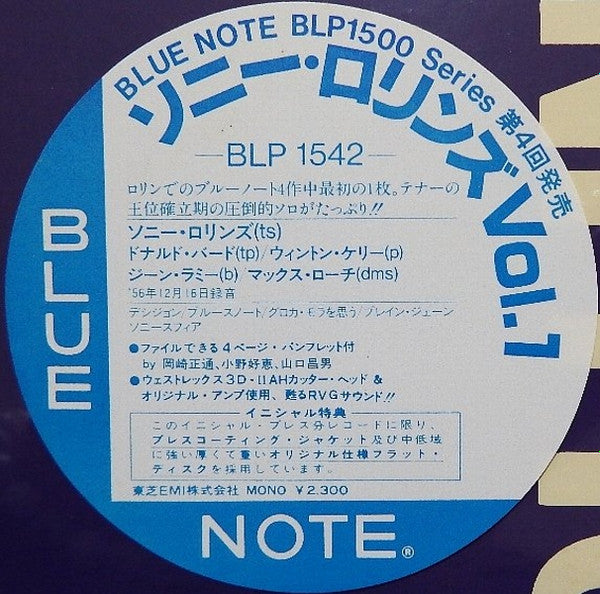 BLUE NOTE BLP1500 Series 第4回発売
ソニー・ロリンズ Vol.1
BLP 1542
ロリンでのブルーノート4作中最初の1枚。テナーの
王位確立期の圧倒的ソロがたっぷり!!
ソニー・ロリンズ(ts)
ドナルド・バード(tp)/ウィントン・ケリー(p)
ジーン・ラミー(b)/マックス・ローチ(dms)
'56年12月16日録音
デシジョン/ブルースノート/グロカ・モラを思う/プレイン・ジェーン
ソニースフィア
●ファイルできる4ページ・パンフレット付
by 岡崎正通、小野好恵、山口昌男
●ウェストレックス3D-IIAHカッター・ヘッド &
オリジナル・アンプ使用、甦るRVGサウンド!!
イニシャル特典
このイニシャル・プレス分レコードに限り、
プレスコーティング・ジャケット及び中低域
に強い厚くて重いオリジナル仕様フラット・
ディスクを採用しています。
東芝EMI株式会社 MONO ¥2,300
BLUE
NOTE®